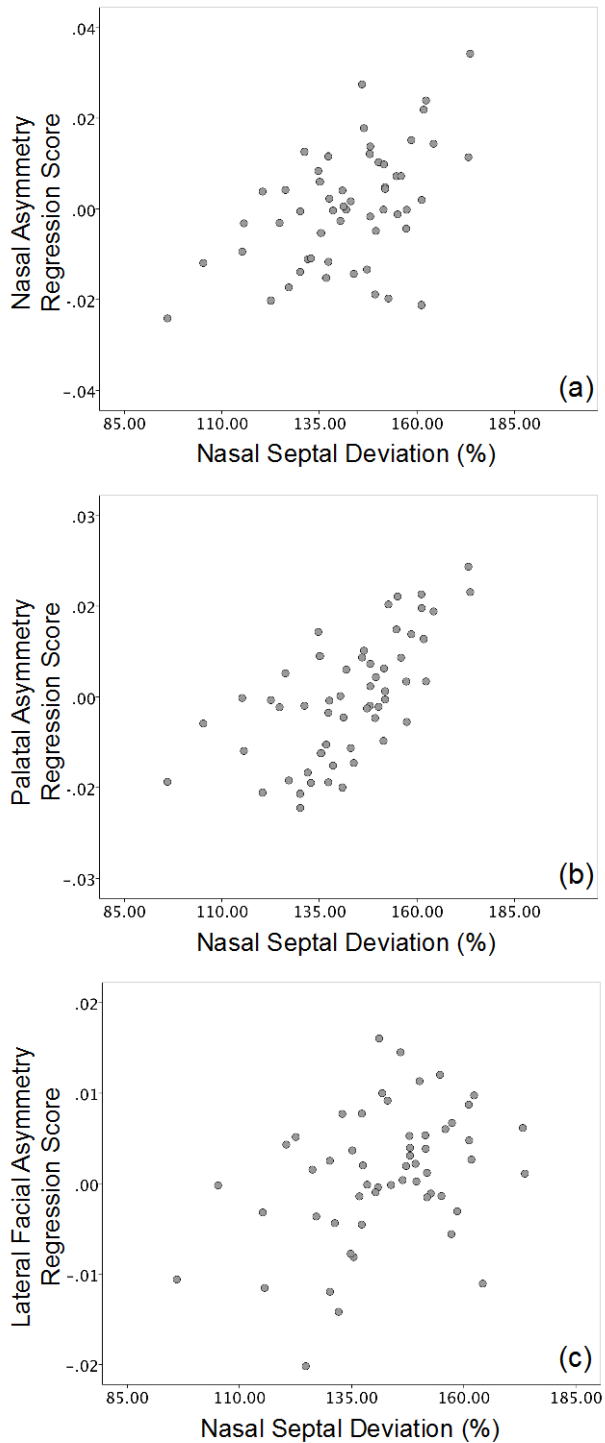 .04
.02
.00
-.02
-.04
Nasal Asymmetry
Regression Score
(a)
85.00 110.00 135.00 160.00 185.00
Nasal Septal Deviation (%)
.03
.02
.00
-.02
-.03
Palatal Asymmetry
Regression Score
(b)
85.00 110.00 135.00 160.00 185.00
Nasal Septal Deviation (%)
.02
.01
.00
-.01
-.02
Lateral Facial Asymmetry
Regression Score
(c)
85.00 110.00 135.00 160.00 185.00
Nasal Septal Deviation (%)